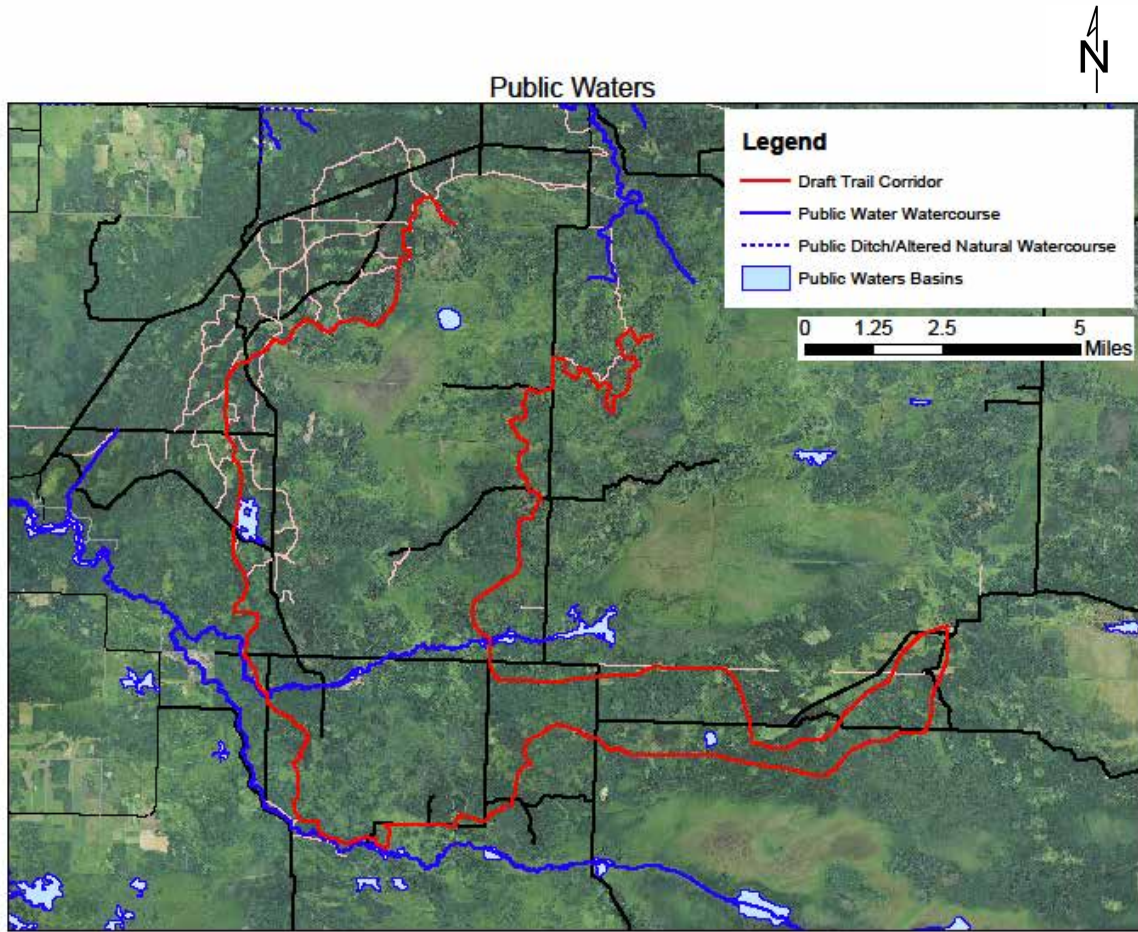 N
Public Waters
Legend
Draft Trail Corridor
Public Water Watercourse
Public Ditch/Altered Natural Watercourse
Public Waters Basins
0 1.25 2.5 5
Miles